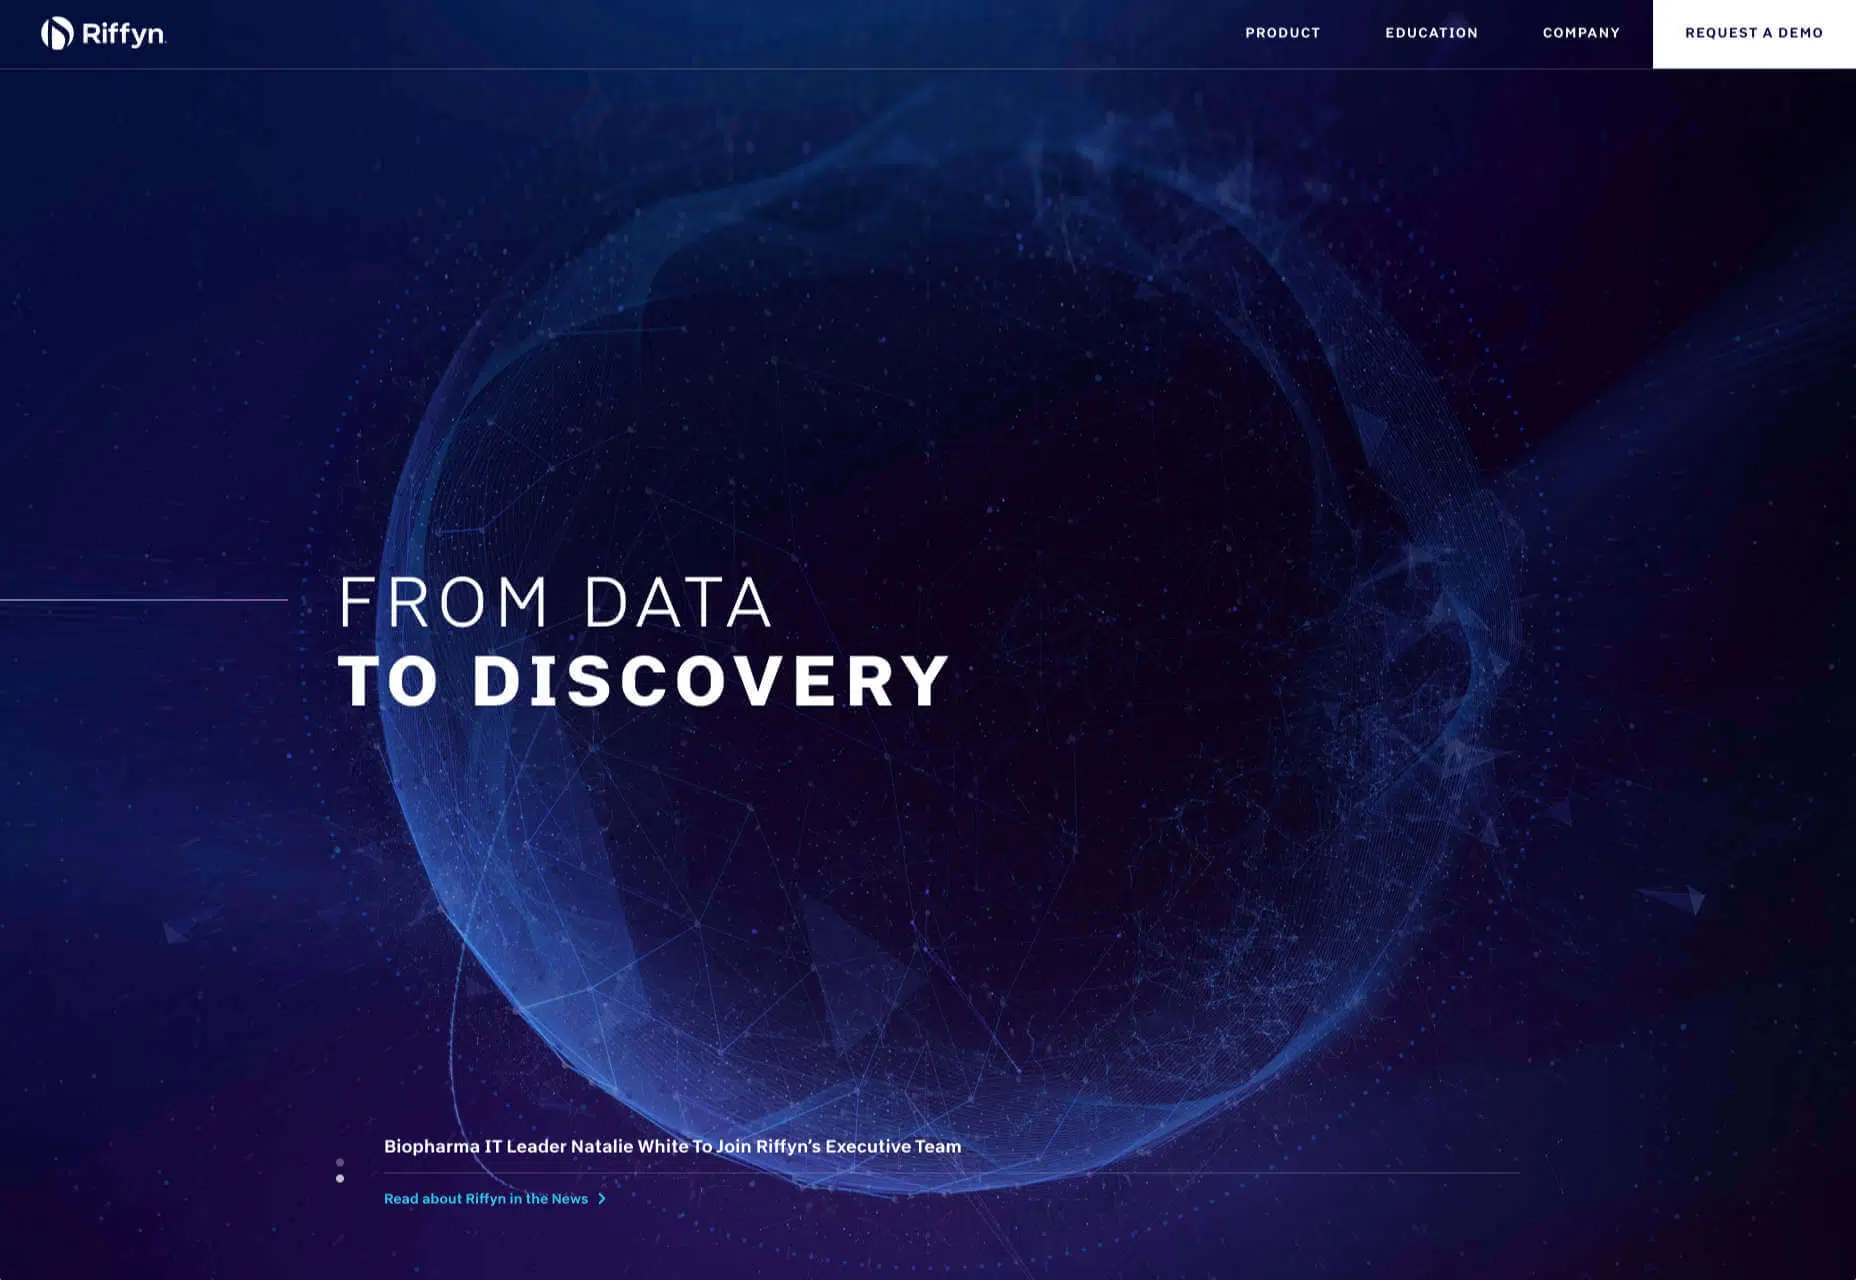 Riffyn
PRODUCT
EDUCATION
COMPANY
REQUEST A DEMO
FROM DATA
TO DISCOVERY
Biopharma IT Leader Natalie White To Join Riffyn’s Executive Team
Read about Riffyn in the News